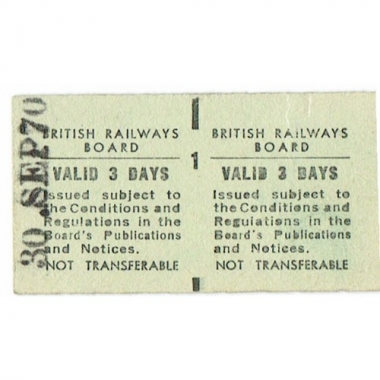 30 SEP70
BRITISH RAILWAYS
BOARD
VALID 3 DAYS
Issued subject to
the Conditions and
Regulations in the
Board's Publications
and Notices.
NOT TRANSFERABLE
1
BRITISH RAILWAYS
BOARD
VALID 3 DAYS
Issued subject to
the Conditions and
Regulations in the
Board's Publications
and Notices.
NOT TRANSFERABLE